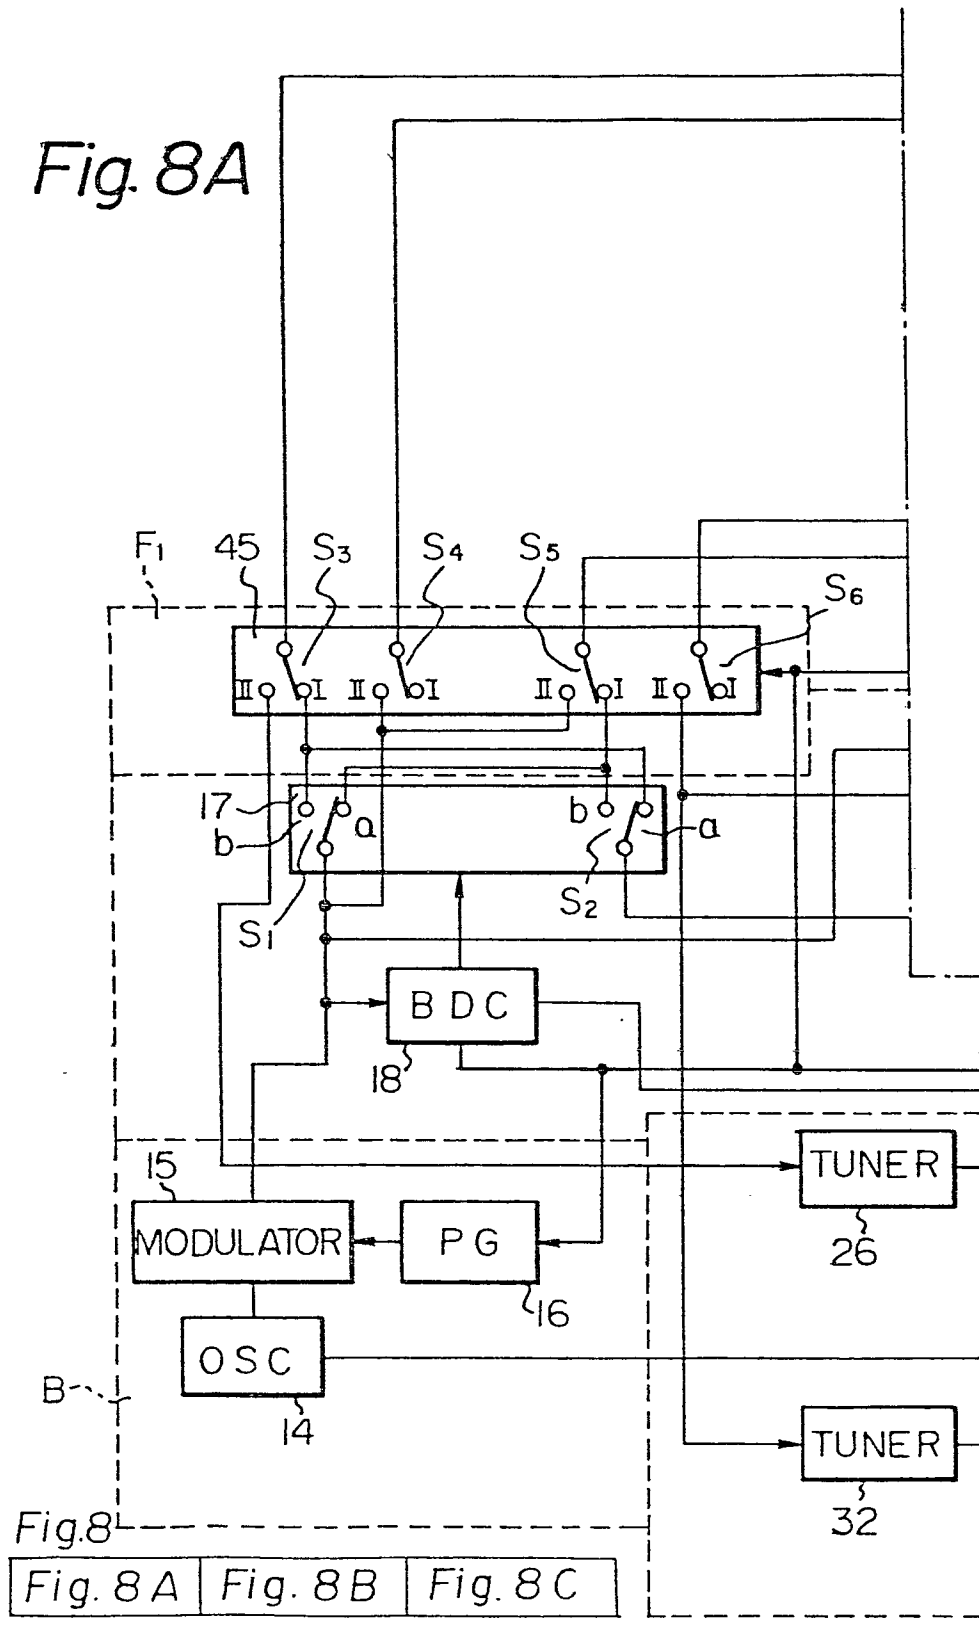 Fig. 8A
F1 45 S3 S4 S5 S6
II I II I II I II I
17 b a b a
S1 S2
BDC
18
15 TUNER
MODULATOR PG 26
16
OSC
B 14 TUNER
32
Fig.8
Fig. 8A Fig. 8B Fig. 8C